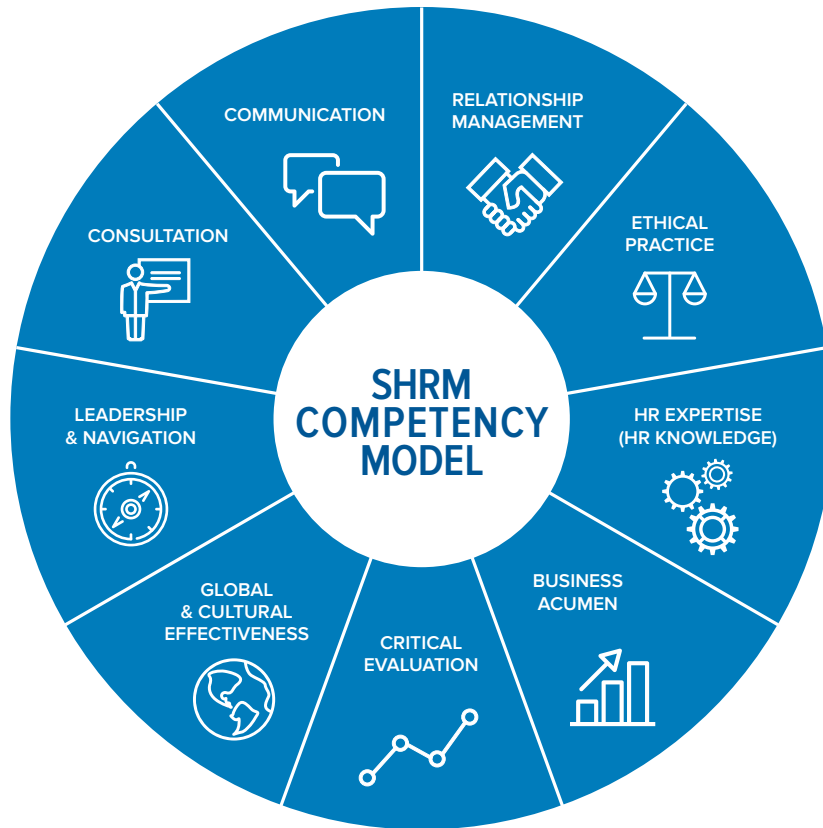 COMMUNICATION
RELATIONSHIP
MANAGEMENT
ETHICAL
PRACTICE
HR EXPERTISE
(HR KNOWLEDGE)
BUSINESS
ACUMEN
CRITICAL
EVALUATION
GLOBAL
& CULTURAL
EFFECTIVENESS
LEADERSHIP
& NAVIGATION
CONSULTATION
SHRM
COMPETENCY
MODEL